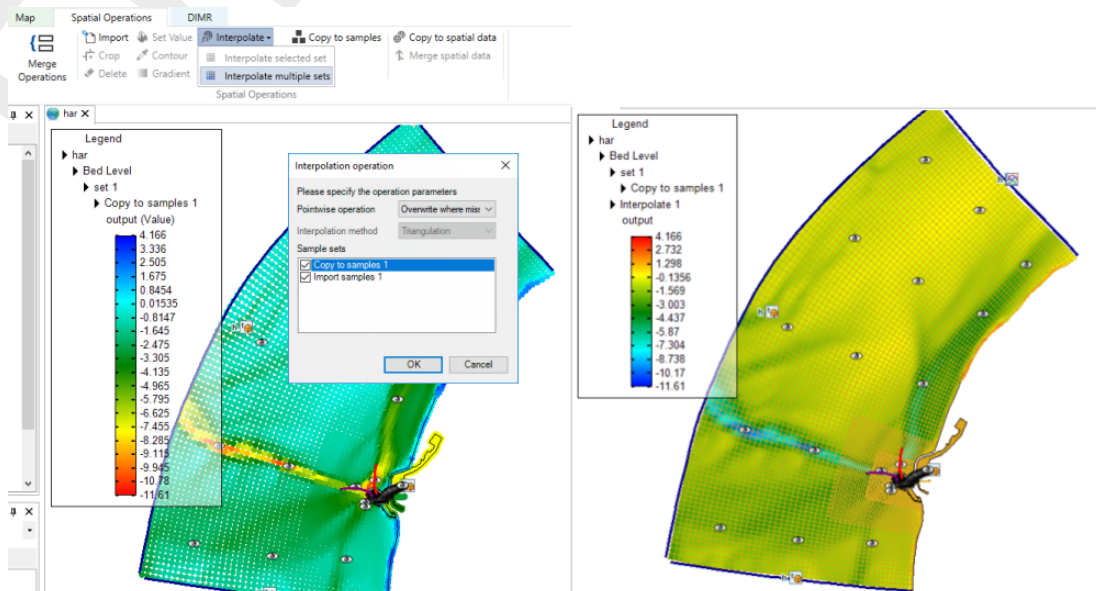 Map Spatial Operations DIMR
Merge Operations
Import Set Value Interpolate Copy to samples Copy to spatial data
Crop Contour Interpolate selected set Merge spatial data
Delete Gradient Interpolate multiple sets
Spatial Operations
har
Legend
har
Bed Level
set 1
Copy to samples 1
output (Value)
4.166
3.336
2.505
1.675
0.8454
0.01535
-0.8147
-1.645
-2.475
-3.305
-4.135
-4.965
-5.795
-6.625
-7.455
-8.285
-9.115
-9.945
-10.78
-11.61
Interpolation operation
Please specify the operation parameters
Pointwise operation Overwrite where miss
Interpolation method Triangulation
Sample sets
Copy to samples 1
Import samples 1
OK Cancel
Legend
har
Bed Level
set 1
Copy to samples 1
Interpolate 1
output
4.166
2.732
1.298
-0.1356
-1.569
-3.003
-4.437
-5.87
-7.304
-8.738
-10.17
-11.61